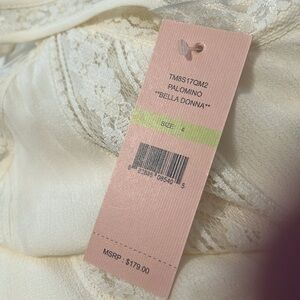 TM8S17QM2
PALOMINO
**BELLA DONNA**
SIZE: 4
MSRP : $179.00